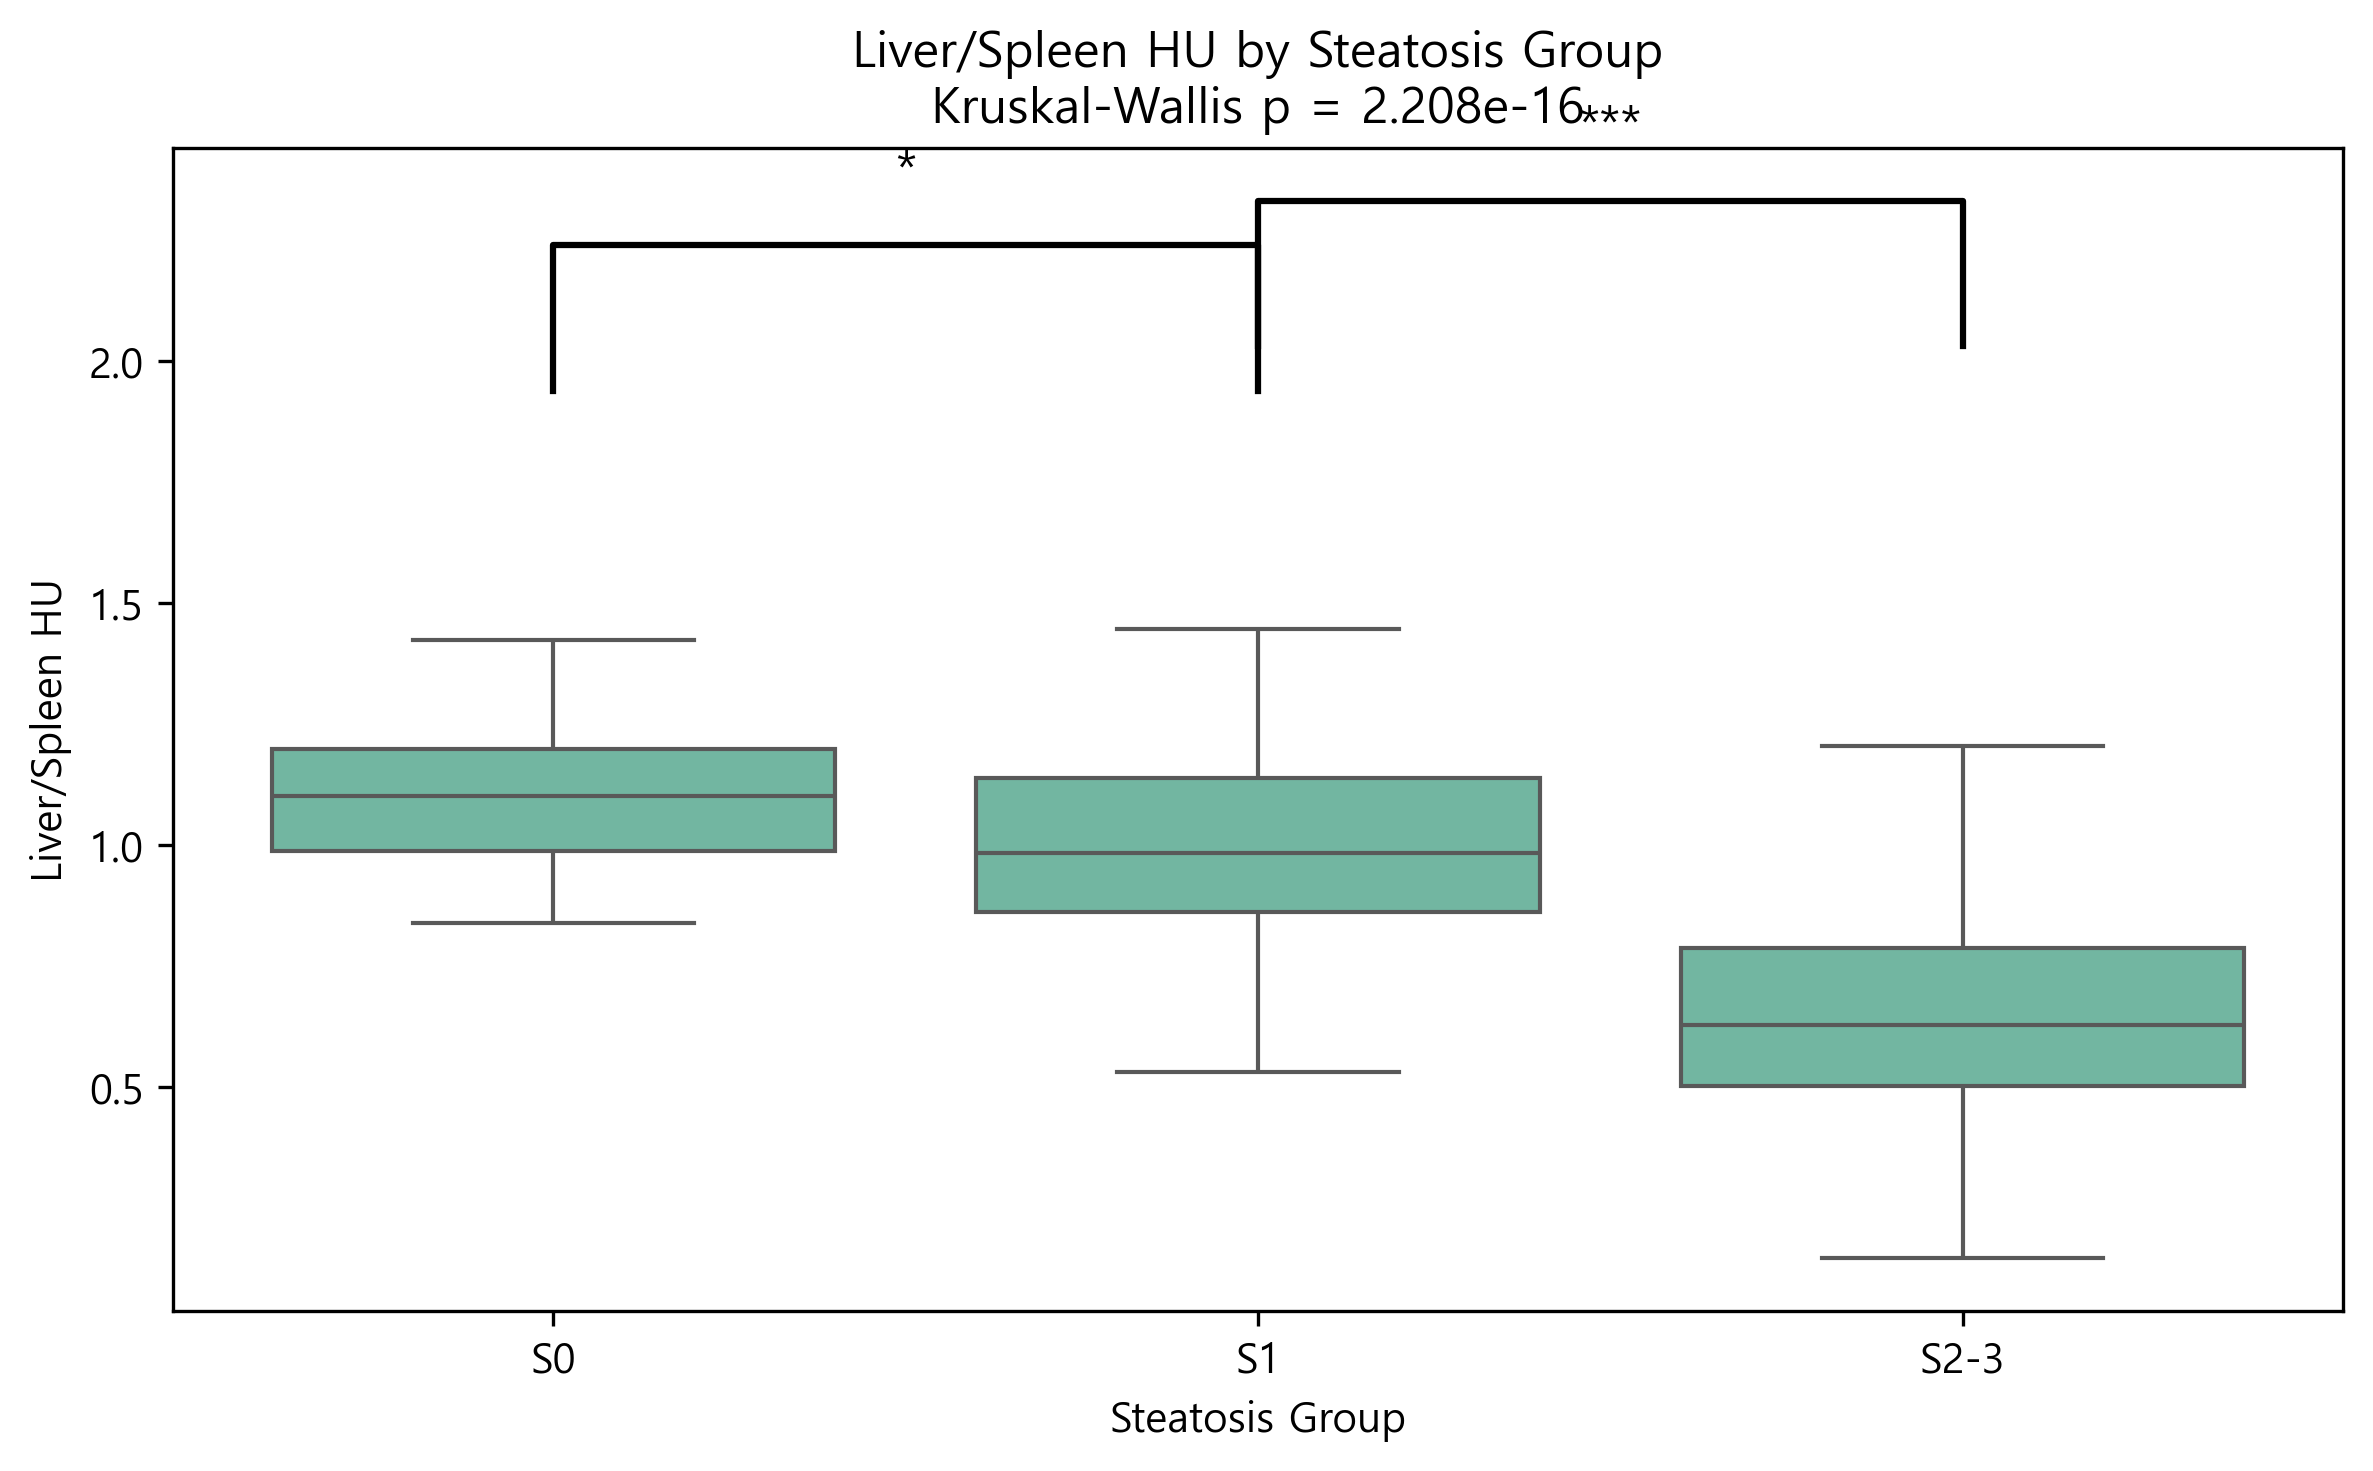 Liver/Spleen HU by Steatosis Group
Kruskal-Wallis p = 2.208e-16
***
*
Liver/Spleen HU
2.0
1.5
1.0
0.5
S0
S1
S2-3
Steatosis Group